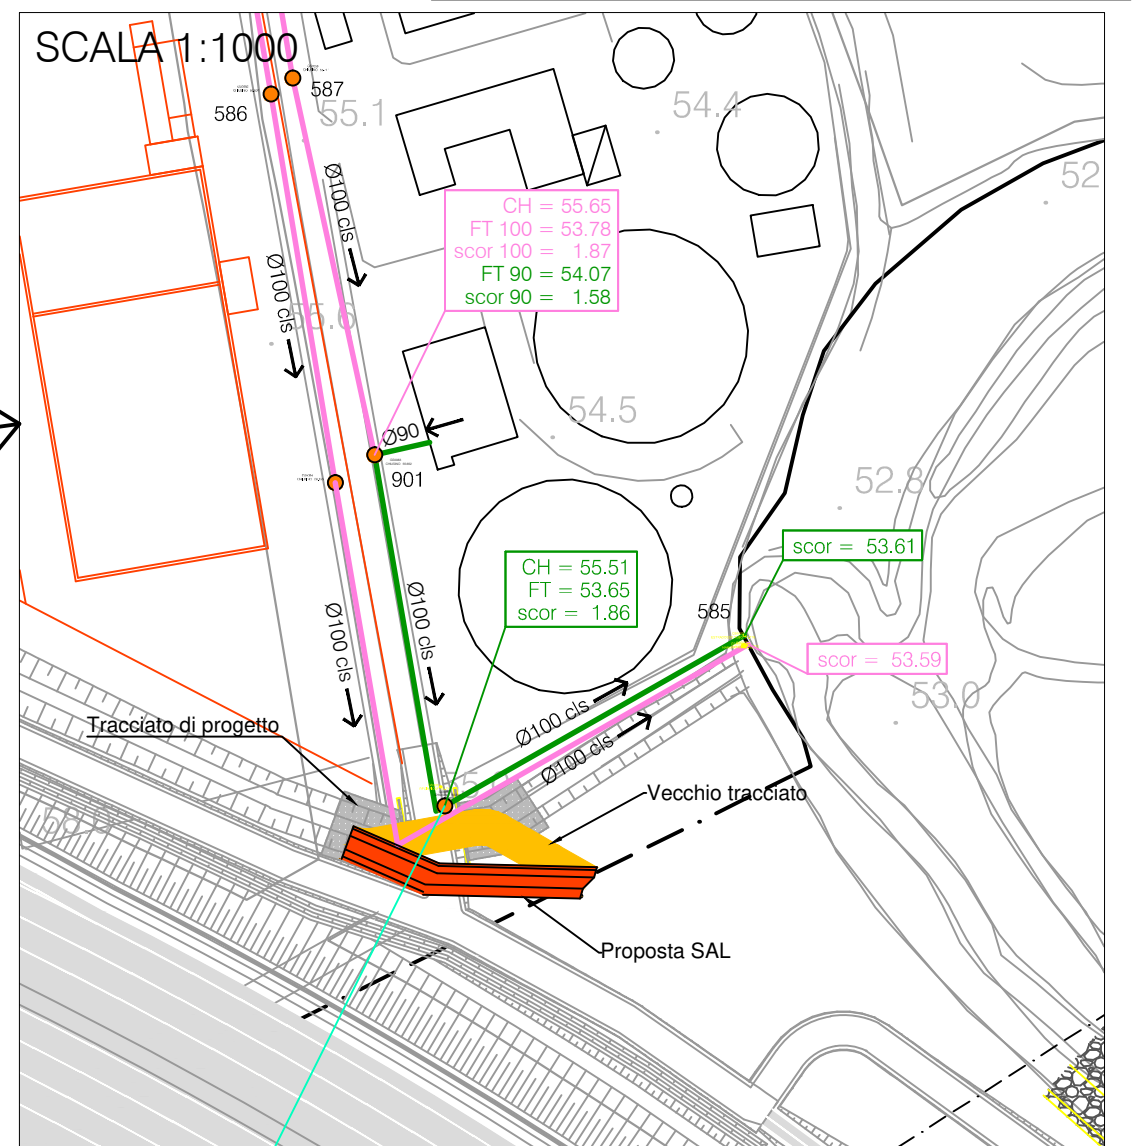 SCALA 1:1000
587
586
55.1
54.4
52
Ø100 cls
CH = 55.65
FT 100 = 53.78
scor 100 = 1.87
FT 90 = 54.07
scor 90 = 1.58
Ø100 cls
55.6
54.5
Ø90
901
52.8
scor = 53.61
CH = 55.51
FT = 53.65
scor = 1.86
Ø100 cls
Ø100 cls
585
scor = 53.59
53.0
Tracciato di progetto
Ø100 cls
Ø100 cls
Vecchio tracciato
Proposta SAL